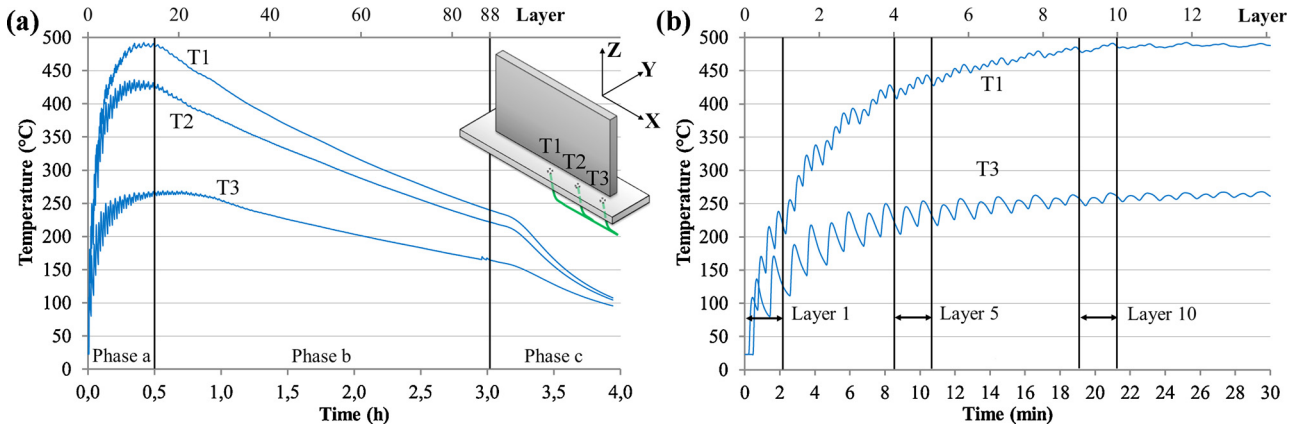 (a)
0 20 40 60 80 88 Layer
500
450
400
350
300
250
200
150
100
50
0
Temperature (°C)
T1
T2
T3
Z
Y
X
T1
T2
T3
Phase a Phase b Phase c
0,0 0,5 1,0 1,5 2,0 2,5 3,0 3,5 4,0
Time (h)
(b)
0 2 4 6 8 10 12 Layer
500
450
400
350
300
250
200
150
100
50
0
Temperature (°C)
T1
T3
Layer 1 Layer 5 Layer 10
0 2 4 6 8 10 12 14 16 18 20 22 24 26 28 30
Time (min)